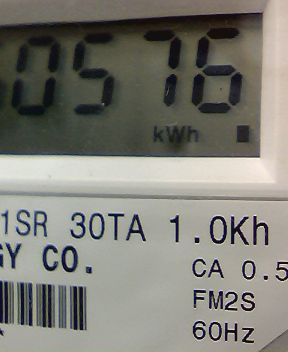 0576
kWh
1SR 30TA 1.0Kh
GY CO.
CA 0.5
FM2S
60Hz